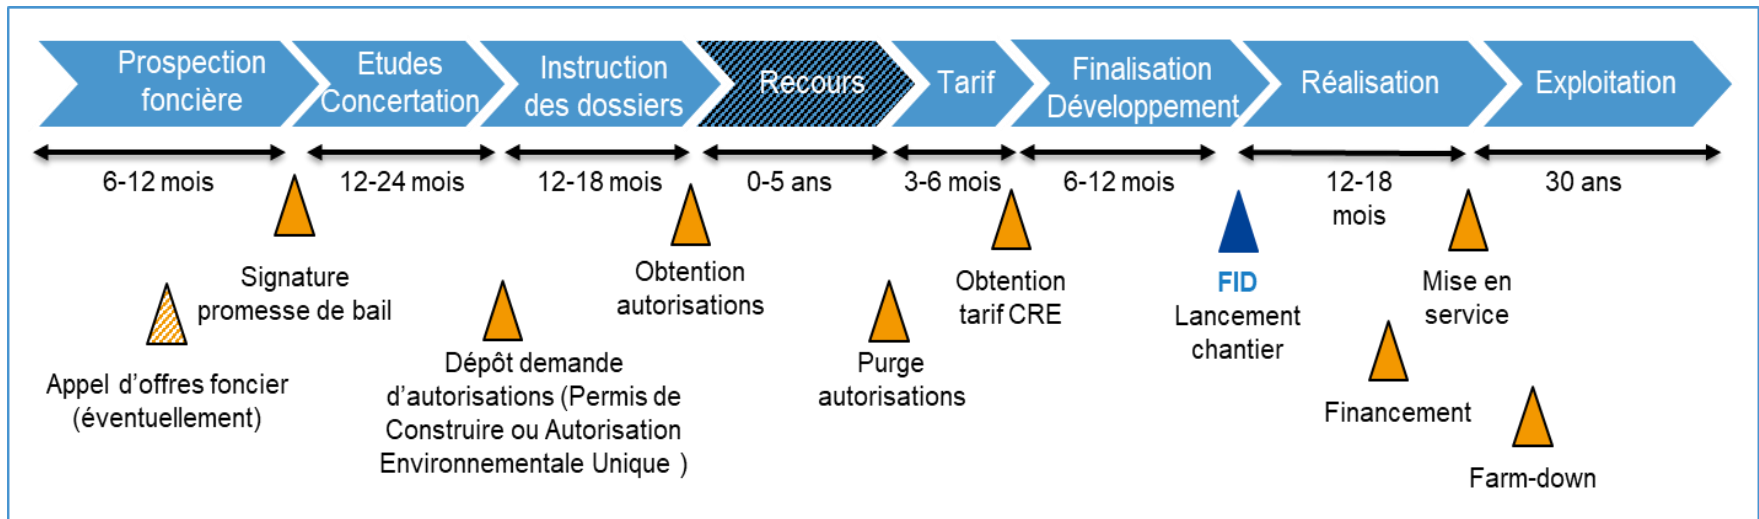 Prospection
foncière
Etudes
Concertation
Instruction
des dossiers
Recours
Tarif
Finalisation
Développement
Réalisation
Exploitation
6-12 mois
12-24 mois
12-18 mois
0-5 ans
3-6 mois
6-12 mois
12-18
mois
30 ans
Signature
promesse de bail
Obtention
autorisations
Obtention
tarif CRE
FID
Lancement
chantier
Mise en
service
Appel d’offres foncier
(éventuellement)
Dépôt demande
d’autorisations (Permis de
Construire ou Autorisation
Environnementale Unique )
Purge
autorisations
Financement
Farm-down